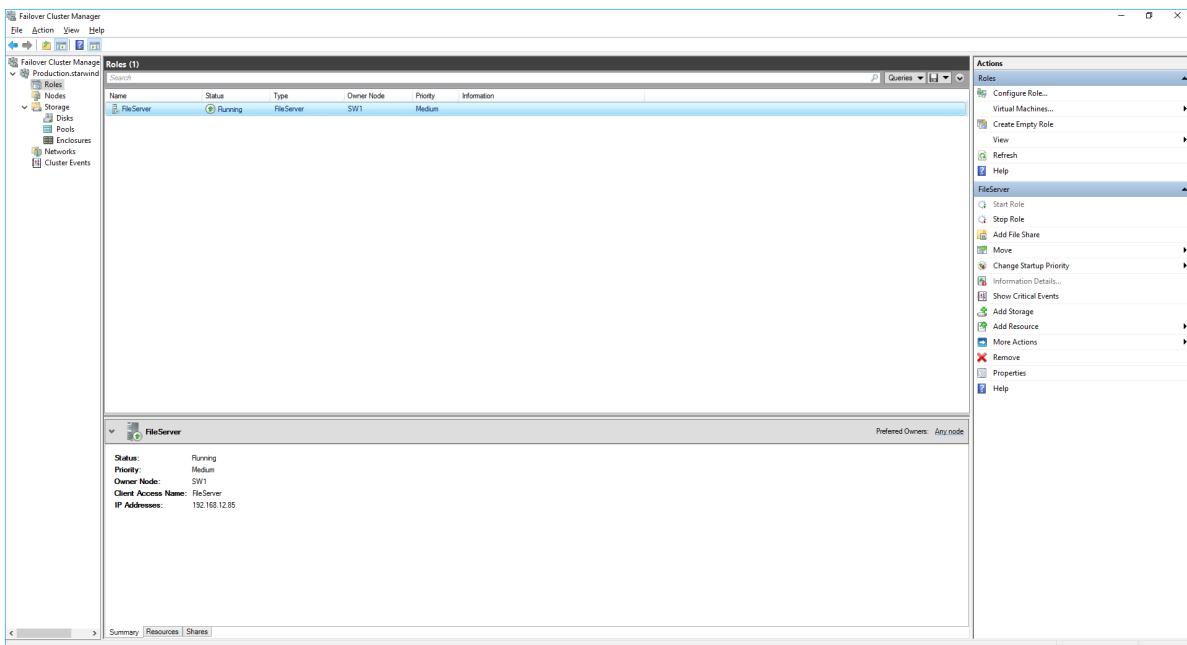 Failover Cluster Manager
File Action View Help
Failover Cluster Manage
Production.starwind
Roles
Nodes
Storage
Disks
Pools
Enclosures
Networks
Cluster Events
Roles (1)
Search
Queries
Name Status Type Owner Node Priority Information
FileServer Running FileServer SW1 Medium
FileServer
Preferred Owners: Any node
Status: Running
Priority: Medium
Owner Node: SW1
Client Access Name: FileServer
IP Addresses: 192.168.12.85
Summary Resources Shares
Actions
Roles
Configure Role...
Virtual Machines...
Create Empty Role
View
Refresh
Help
FileServer
Start Role
Stop Role
Add File Share
Move
Change Startup Priority
Information Details...
Show Critical Events
Add Storage
Add Resource
More Actions
Remove
Properties
Help